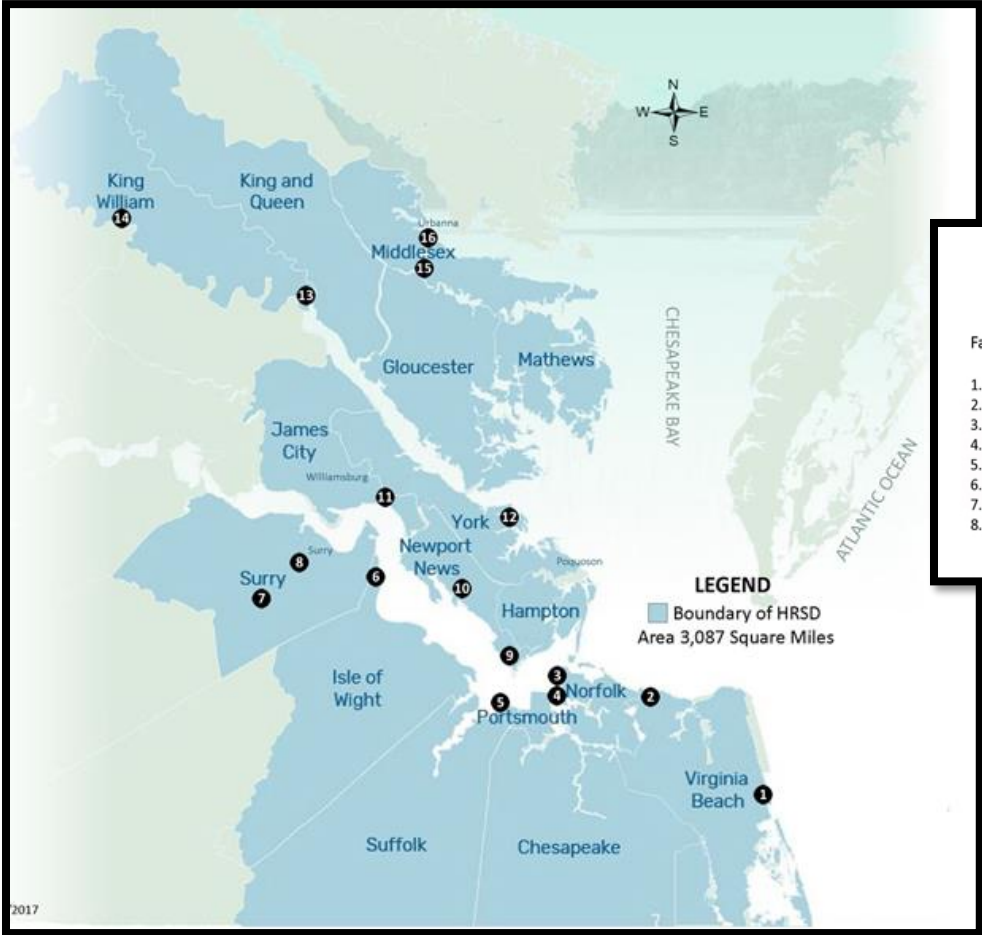 N
W E
S
King
William
14
King and
Queen
Urbanna
16
Middlesex
15
13
Gloucester
Mathews
CHESAPEAKE BAY
ATLANTIC OCEAN
James
City
Williamsburg
11
York 12
Newport
News
Surry
8
6
Surry
7
10
Poquoson
Hampton
LEGEND
Boundary of HRSD
Area 3,087 Square Miles
9
3
4 Norfolk 2
5
Portsmouth
Isle of
Wight
Virginia
Beach 1
Suffolk
Chesapeake
/2017
Fa
1.
2.
3.
4.
5.
6.
7.
8.